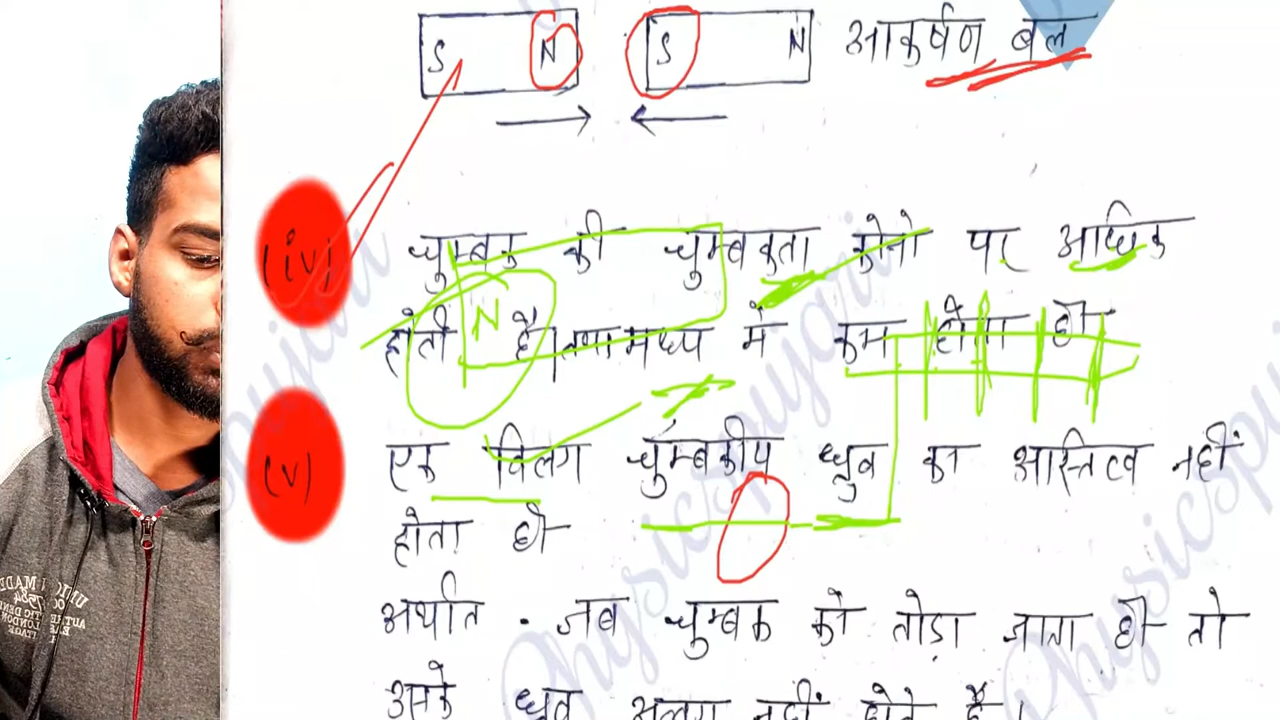 S N S N आकर्षण बल
(iv) चुम्बक की चुम्बकता कोनो पर अधिक
होती है। तथा मध्य में कम होता है
N
(v) एक विलग चुम्बकीय ध्रुव का अस्तित्व नहीं
होता है
अर्थात . जब चुम्बक को तोड़ा जाता है तो
उसके ध्रुव अलग नहीं होते हैं।